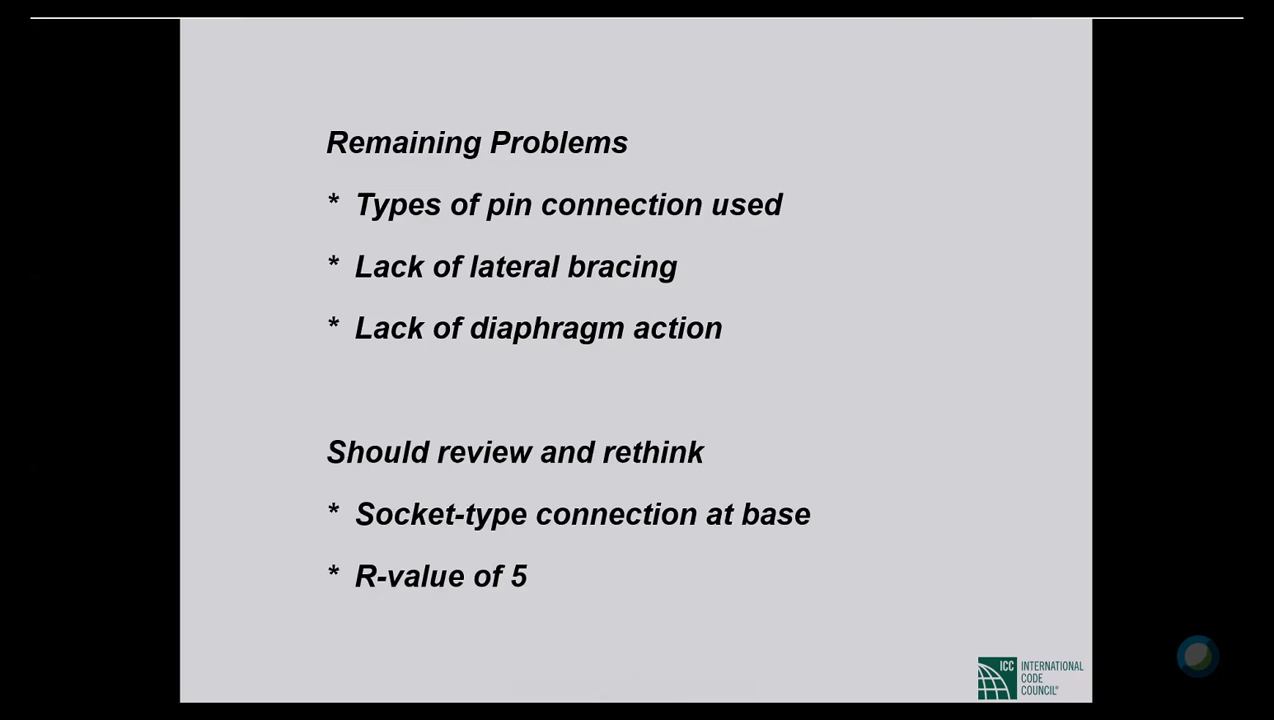 Remaining Problems
* Types of pin connection used
* Lack of lateral bracing
* Lack of diaphragm action
Should review and rethink
* Socket-type connection at base
* R-value of 5
ICC
INTERNATIONAL
CODE
COUNCIL®